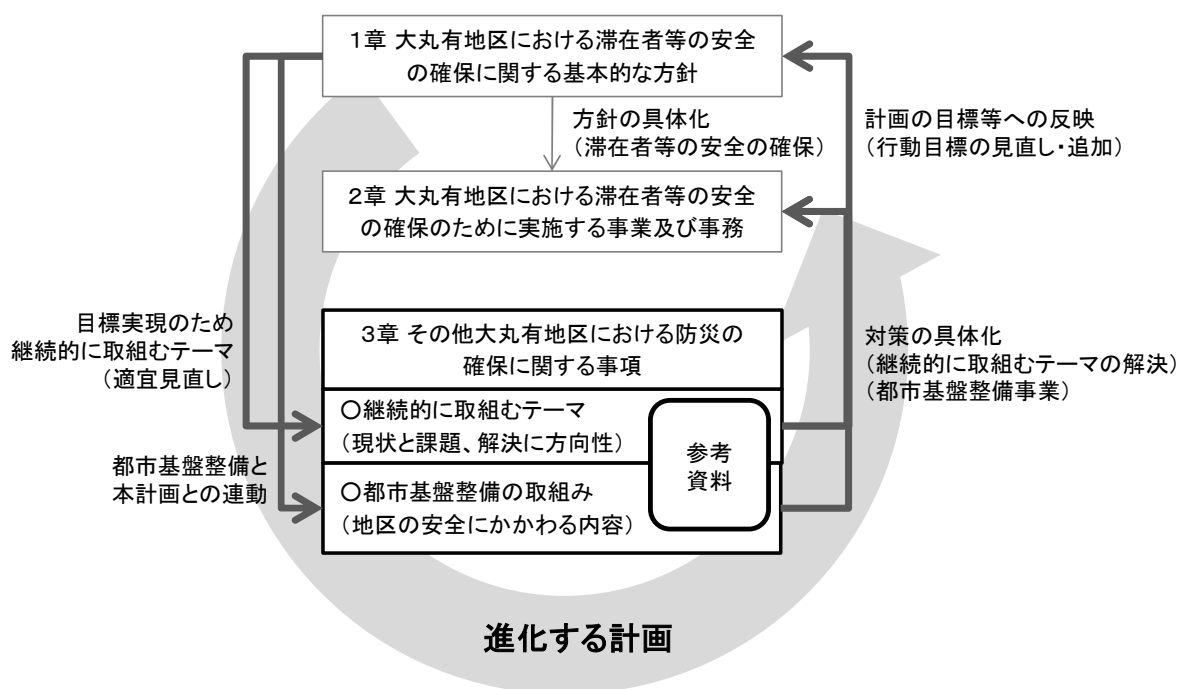 1章 大丸有地区における滞在者等の安全
の確保に関する基本的な方針
方針の具体化
(滞在者等の安全の確保)
計画の目標等への反映
(行動目標の見直し・追加)
2章 大丸有地区における滞在者等の安全
の確保のために実施する事業及び事務
目標実現のため
継続的に取組むテーマ
(適宜見直し)
3章 その他大丸有地区における防災の
確保に関する事項
対策の具体化
(継続的に取組むテーマの解決)
(都市基盤整備事業)
○継続的に取組むテーマ
(現状と課題、解決に方向性)
参考
資料
都市基盤整備と
本計画との連動
○都市基盤整備の取組み
(地区の安全にかかわる内容)
進化する計画